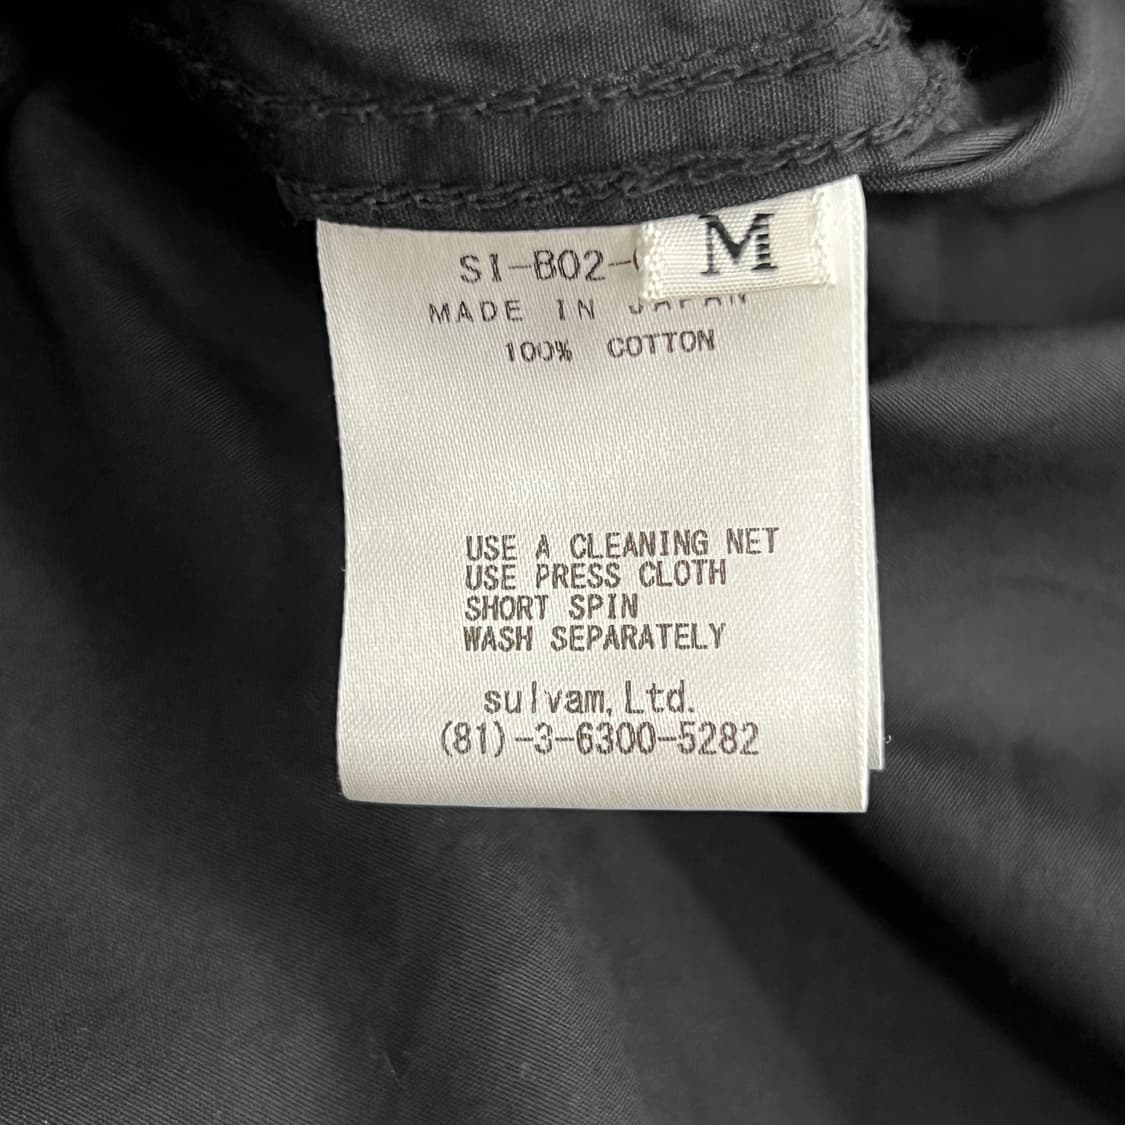 M
SI-B02-
MADE IN JAPAN
100% COTTON
USE A CLEANING NET
USE PRESS CLOTH
SHORT SPIN
WASH SEPARATELY
sulvam, Ltd.
(81)-3-6300-5282